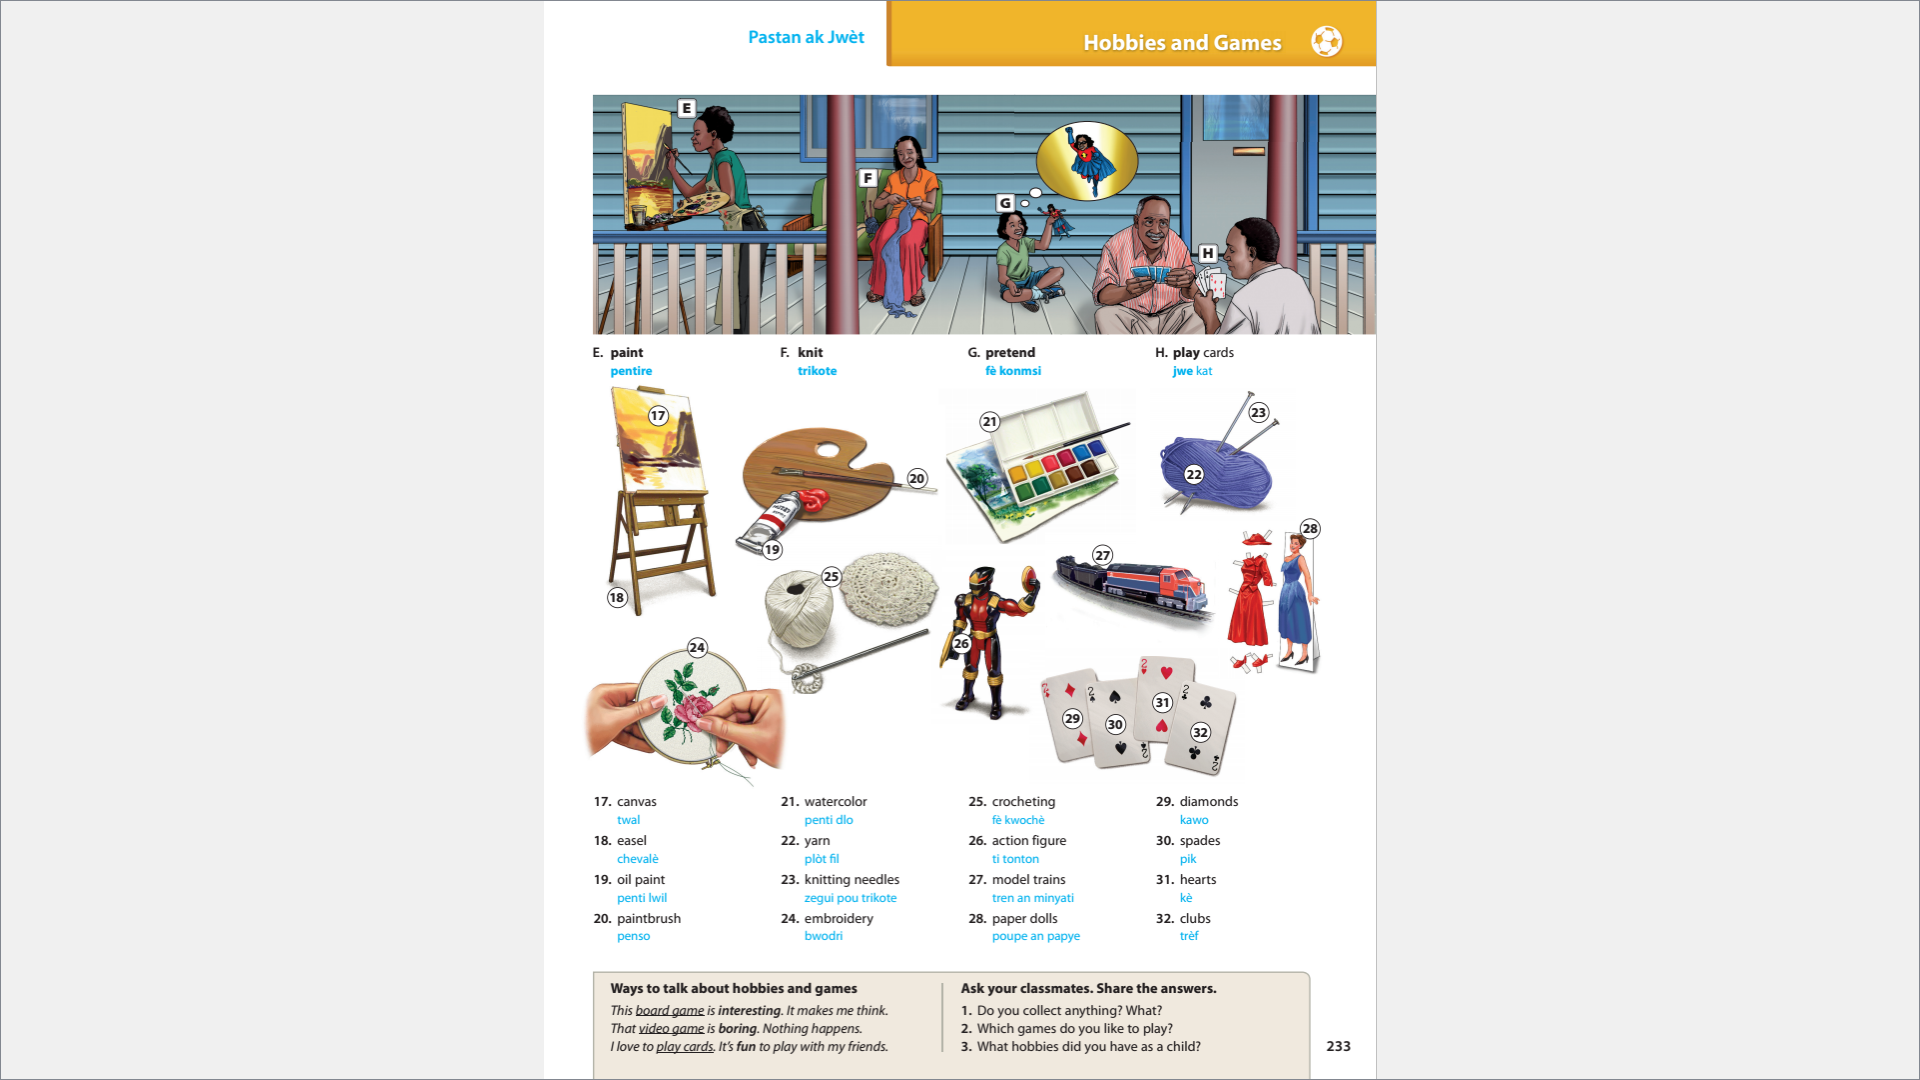 Pastan ak Jwèt
Hobbies and Games
E
F
G
H
E. paint
pentire
F. knit
trikote
G. pretend
fè konmsi
H. play cards
jwe kat
17
18
19
20
21
22
23
24
25
26
27
28
29
30
31
32
17. canvas
twal
18. easel
chevalè
19. oil paint
penti lwil
20. paintbrush
penso
21. watercolor
penti dlo
22. yarn
plòt fil
23. knitting needles
zegui pou trikote
24. embroidery
bwodri
25. crocheting
fè kwochè
26. action figure
ti tonton
27. model trains
tren an minyati
28. paper dolls
poupe an papye
29. diamonds
kawo
30. spades
pik
31. hearts
kè
32. clubs
trèf
Ways to talk about hobbies and games
This board game is interesting. It makes me think.
That video game is boring. Nothing happens.
I love to play cards. It's fun to play with my friends.
Ask your classmates. Share the answers.
1. Do you collect anything? What?
2. Which games do you like to play?
3. What hobbies did you have as a child?
233